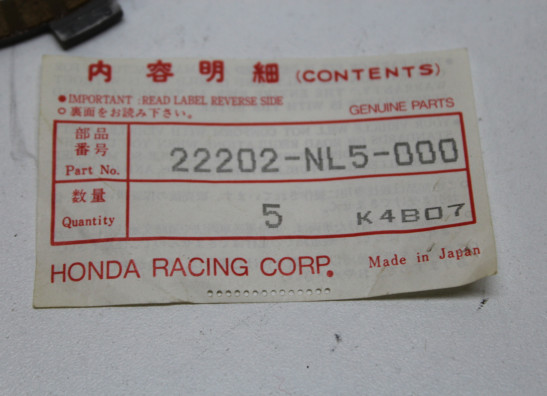 内容明細 (CONTENTS)
●IMPORTANT :READ LABEL REVERSE SIDE
○裏面をお読み下さい。 GENUINE PARTS
部品
番号
Part No. 22202-NL5-000
数量
Quantity 5 K4B07
HONDA RACING CORP. Made in Japan